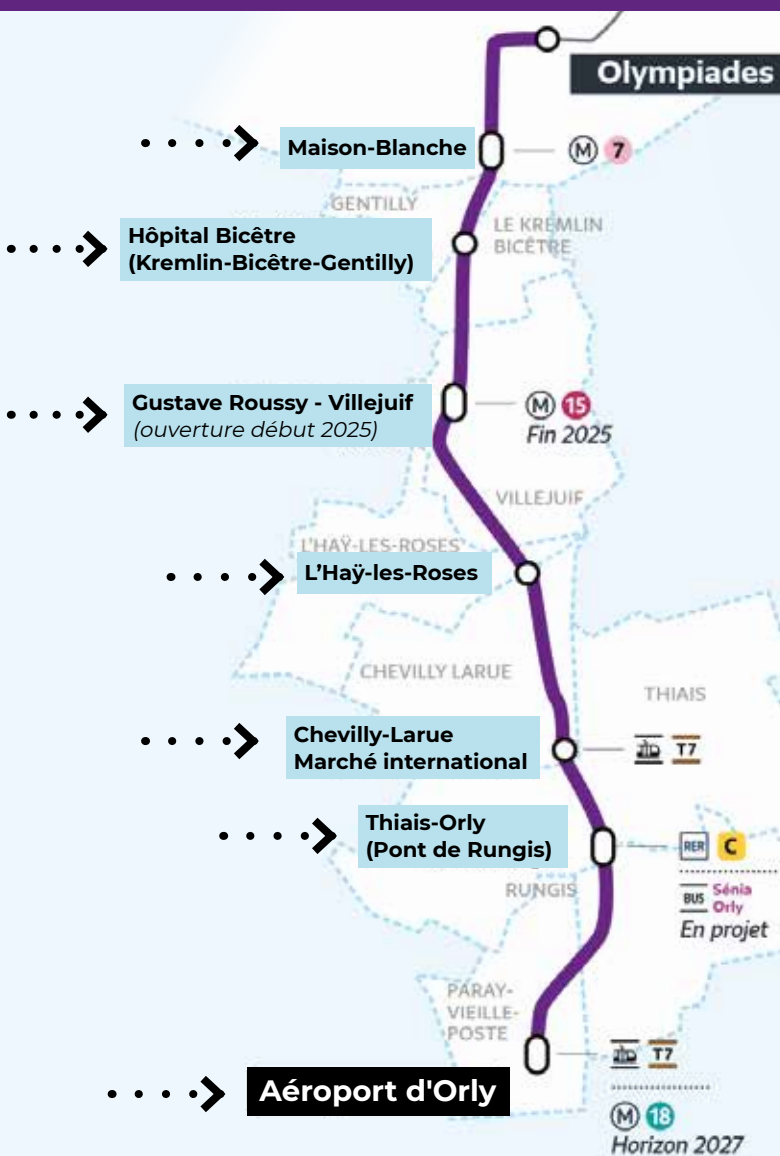 Olympiades
Maison-Blanche
M 7
GENTILLY
LE KREMLIN
BICÊTRE
Hôpital Bicêtre
(Kremlin-Bicêtre-Gentilly)
Gustave Roussy - Villejuif
(ouverture début 2025)
M 15
Fin 2025
VILLEJUIF
L'HAŸ-LES-ROSES
L’Haÿ-les-Roses
CHEVILLY LARUE
THIAIS
Chevilly-Larue
Marché international
T7
Thiais-Orly
(Pont de Rungis)
RER C
RUNGIS
BUS Sénia
Orly
En projet
PARAY-
VIEILLE-
POSTE
T7
Aéroport d'Orly
M 18
Horizon 2027